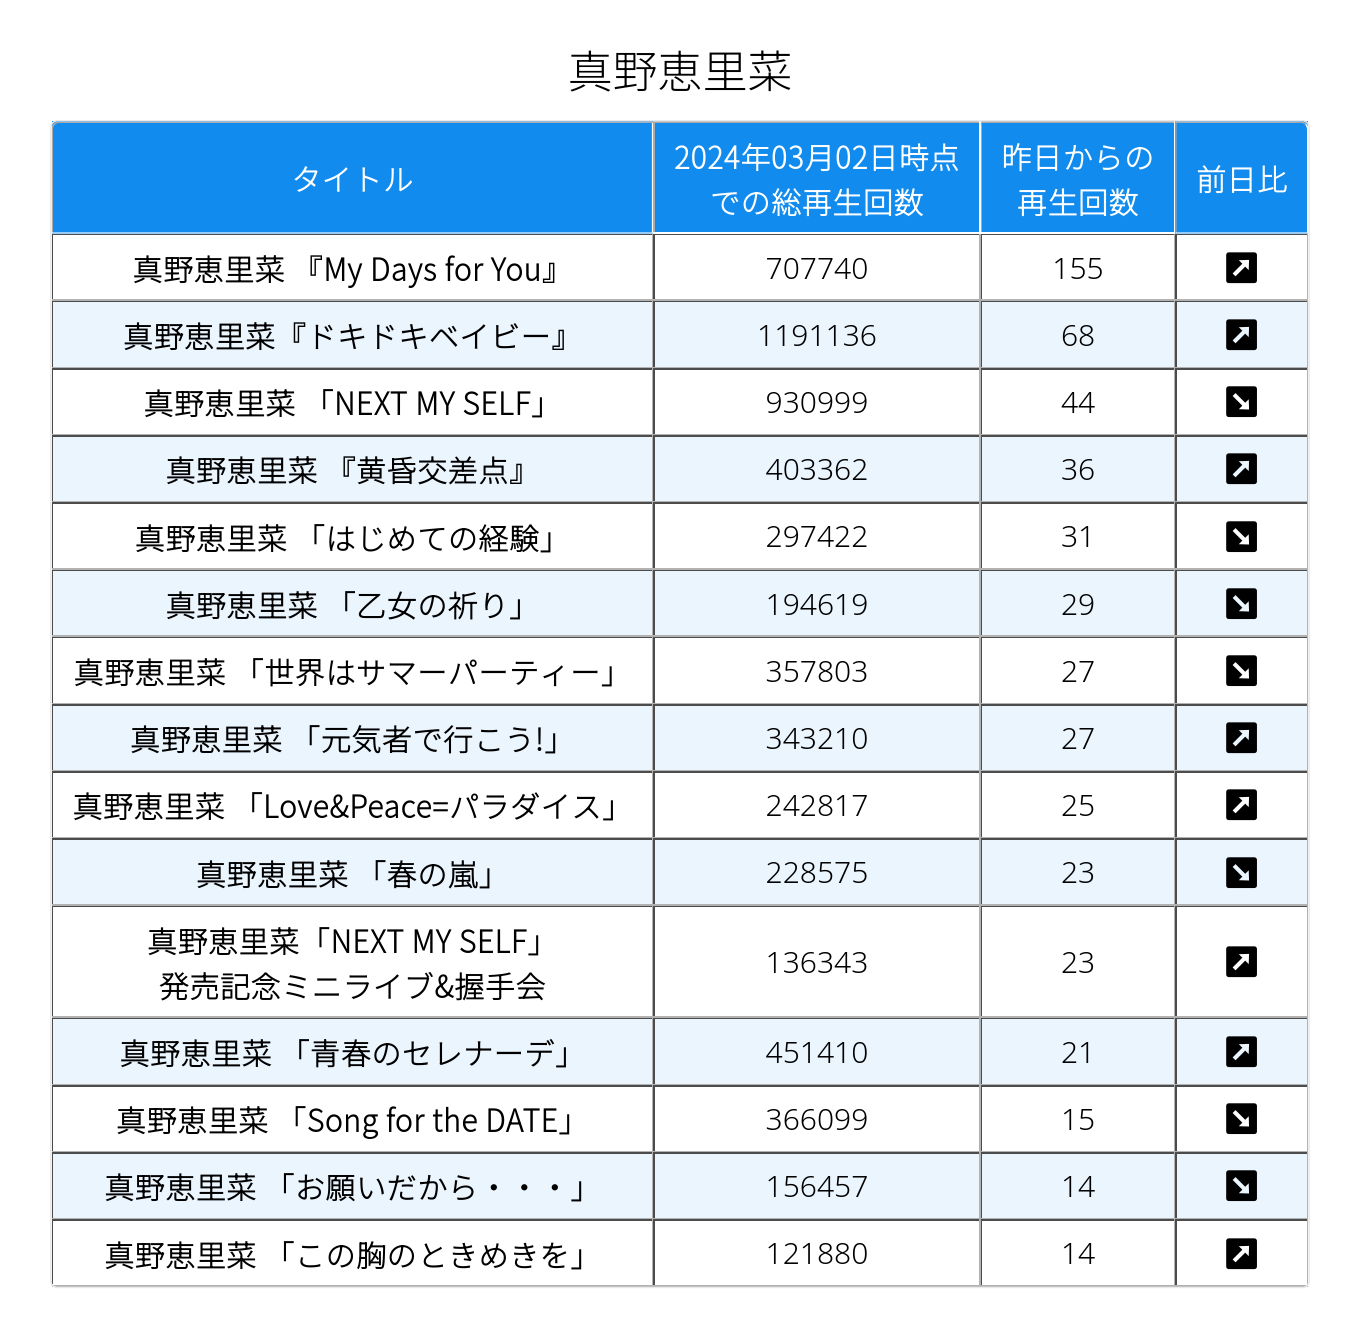 真野恵里菜
タイトル
2024年03月02日時点
での総再生回数
昨日からの
再生回数
前日比
真野恵里菜 『My Days for You』 707740 155 ↗
真野恵里菜『ドキドキベイビー』 1191136 68 ↗
真野恵里菜 「NEXT MY SELF」 930999 44 ↘
真野恵里菜 『黄昏交差点』 403362 36 ↗
真野恵里菜 「はじめての経験」 297422 31 ↘
真野恵里菜 「乙女の祈り」 194619 29 ↘
真野恵里菜 「世界はサマーパーティー」 357803 27 ↘
真野恵里菜 「元気者で行こう!」 343210 27 ↗
真野恵里菜 「Love&Peace=パラダイス」 242817 25 ↗
真野恵里菜 「春の嵐」 228575 23 ↘
真野恵里菜「NEXT MY SELF」
発売記念ミニライブ&握手会 136343 23 ↗
真野恵里菜 「青春のセレナーデ」 451410 21 ↗
真野恵里菜 「Song for the DATE」 366099 15 ↘
真野恵里菜 「お願いだから・・・」 156457 14 ↘
真野恵里菜 「この胸のときめきを」 121880 14 ↗